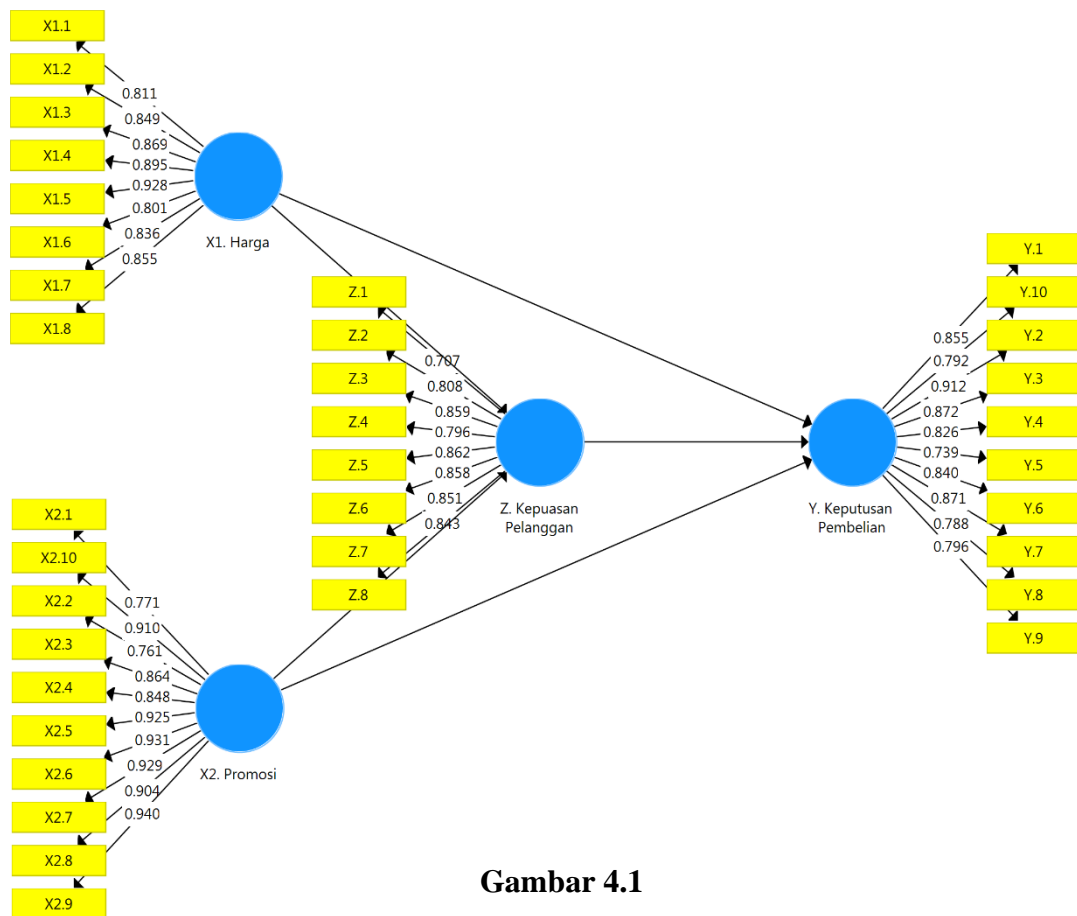 X1.1
X1.2
X1.3
X1.4
X1.5
X1.6
X1.7
X1.8
0.811
0.849
0.869
0.895
0.928
0.801
0.836
0.855
X1. Harga
Z.1
Z.2
Z.3
Z.4
Z.5
Z.6
Z.7
Z.8
0.707
0.808
0.859
0.796
0.862
0.858
0.851
0.843
Z. Kepuasan
Pelanggan
Y. Keputusan
Pembelian
0.855
0.792
0.912
0.872
0.826
0.739
0.840
0.871
0.788
0.796
Y.1
Y.10
Y.2
Y.3
Y.4
Y.5
Y.6
Y.7
Y.8
Y.9
X2.1
X2.10
X2.2
X2.3
X2.4
X2.5
X2.6
X2.7
X2.8
X2.9
0.771
0.910
0.761
0.864
0.848
0.925
0.931
0.929
0.904
0.940
X2. Promosi
Gambar 4.1